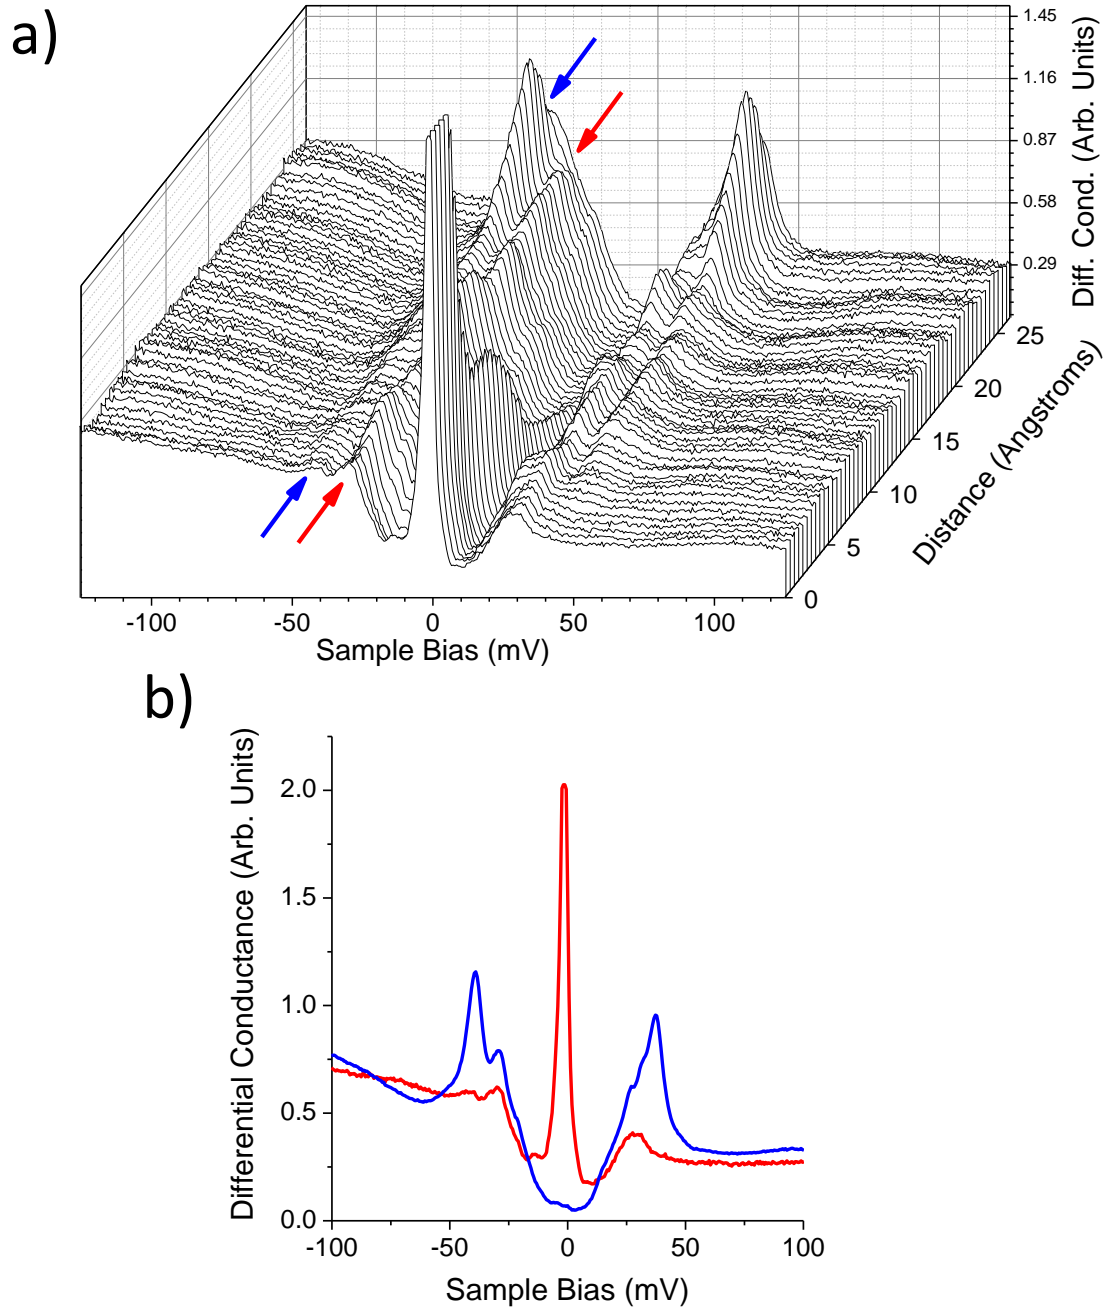 a)
1.45
1.16
0.87
0.58
0.29
Diff. Cond. (Arb. Units)
25
20
15
10
5
0
Distance (Angstroms)
-100 -50 0 50 100
Sample Bias (mV)
b)
Differential Conductance (Arb. Units)
2.0
1.5
1.0
0.5
0.0
-100 -50 0 50 100
Sample Bias (mV)